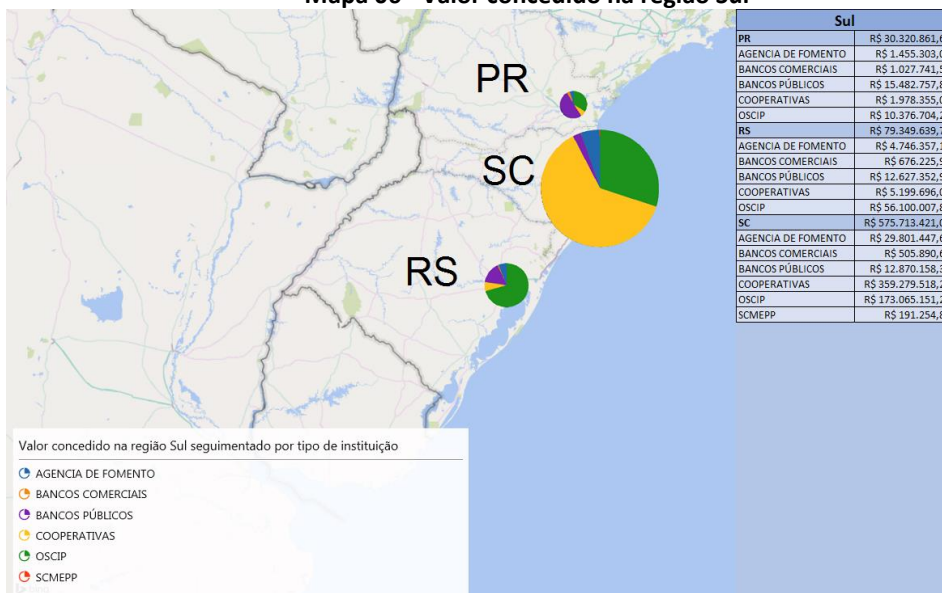 Mapa 06 - Valor concedido na região Sul
PR
SC
RS
Sul
PR R$ 30.320.861,6
AGENCIA DE FOMENTO R$ 1.455.303,0
BANCOS COMERCIAIS R$ 1.027.741,5
BANCOS PÚBLICOS R$ 15.482.757,8
COOPERATIVAS R$ 1.978.355,0
OSCIP R$ 10.376.704,2
RS R$ 79.349.639,7
AGENCIA DE FOMENTO R$ 4.746.357,1
BANCOS COMERCIAIS R$ 676.225,9
BANCOS PÚBLICOS R$ 12.627.352,9
COOPERATIVAS R$ 5.199.696,0
OSCIP R$ 56.100.007,8
SC R$ 575.713.421,0
AGENCIA DE FOMENTO R$ 29.801.447,6
BANCOS COMERCIAIS R$ 505.890,6
BANCOS PÚBLICOS R$ 12.870.158,3
COOPERATIVAS R$ 359.279.518,2
OSCIP R$ 173.065.151,2
SCMEPP R$ 191.254,8
Valor concedido na região Sul seguimentado por tipo de instituição
AGENCIA DE FOMENTO
BANCOS COMERCIAIS
BANCOS PÚBLICOS
COOPERATIVAS
OSCIP
SCMEPP